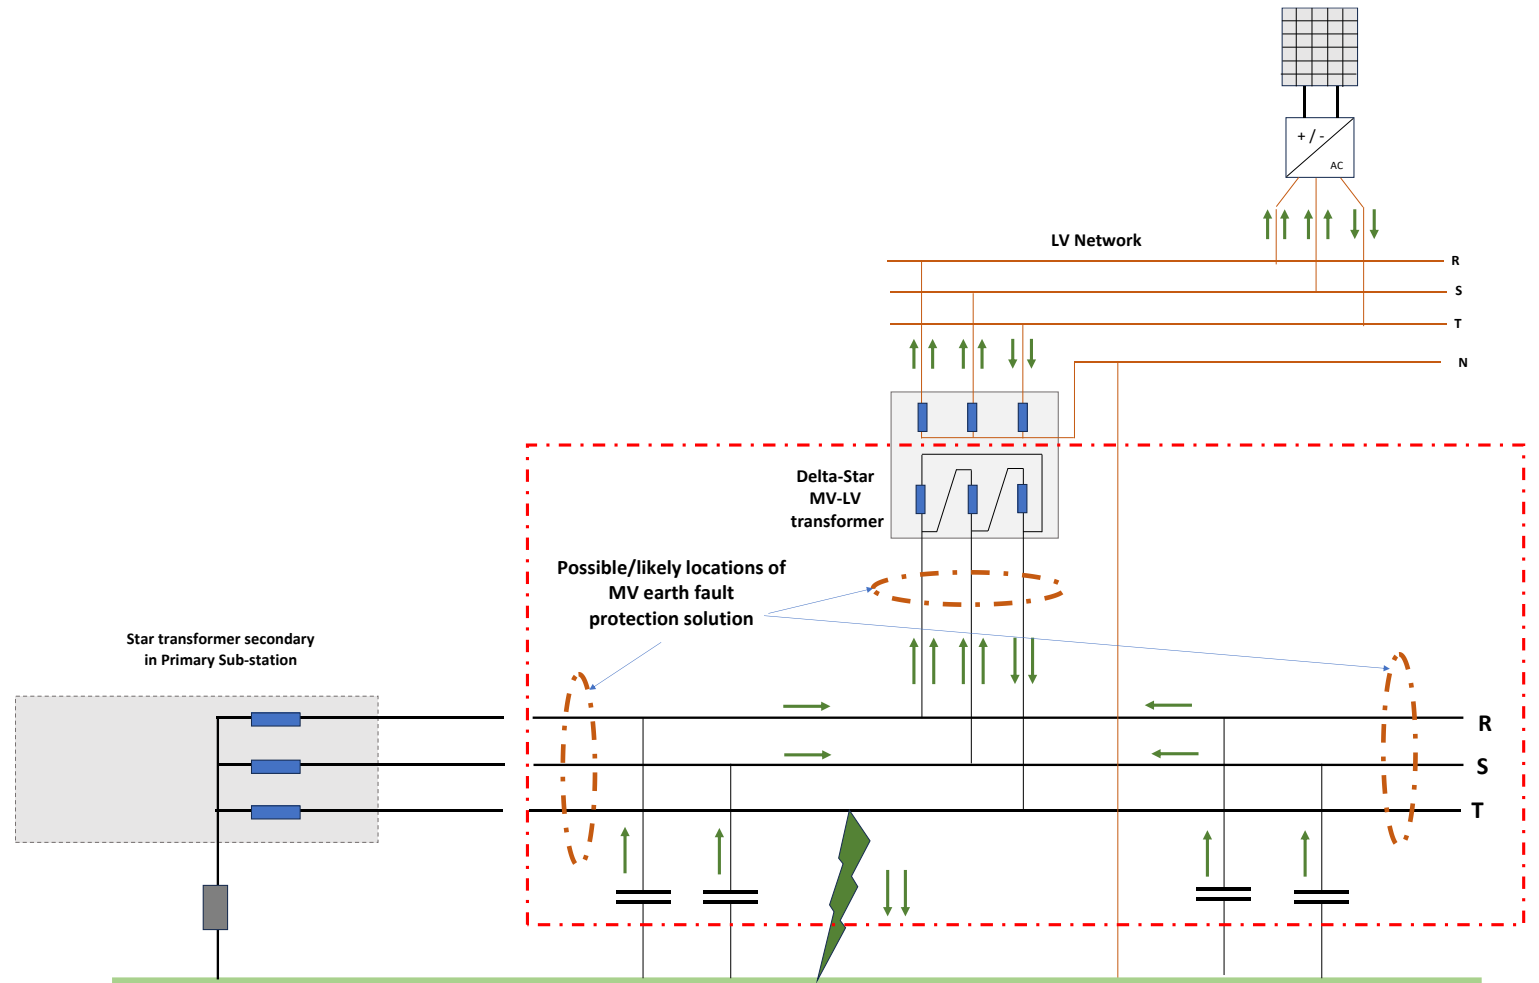 + / -
AC
LV Network
R
S
T
N
Delta-Star
MV-LV
transformer
Possible/likely locations of
MV earth fault
protection solution
Star transformer secondary
in Primary Sub-station
R
S
T